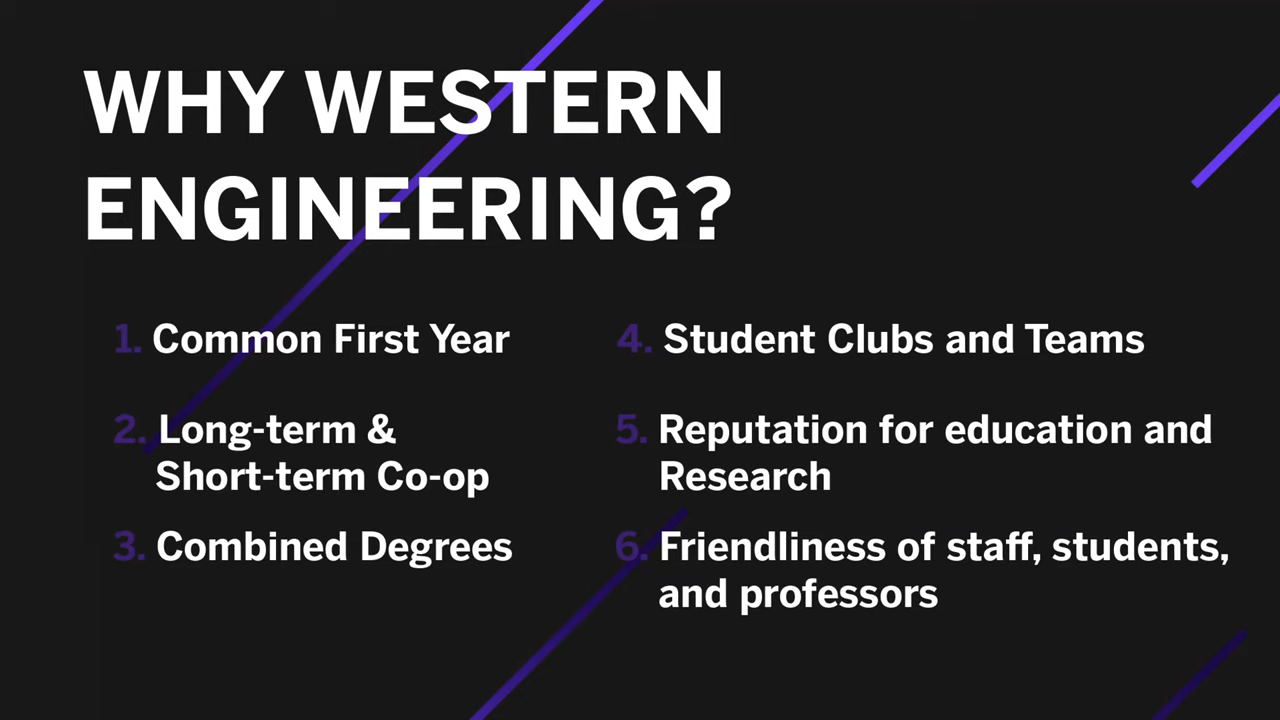 WHY WESTERN
ENGINEERING?
1. Common First Year
2. Long-term &
Short-term Co-op
3. Combined Degrees
4. Student Clubs and Teams
5. Reputation for education and
Research
6. Friendliness of staff, students,
and professors